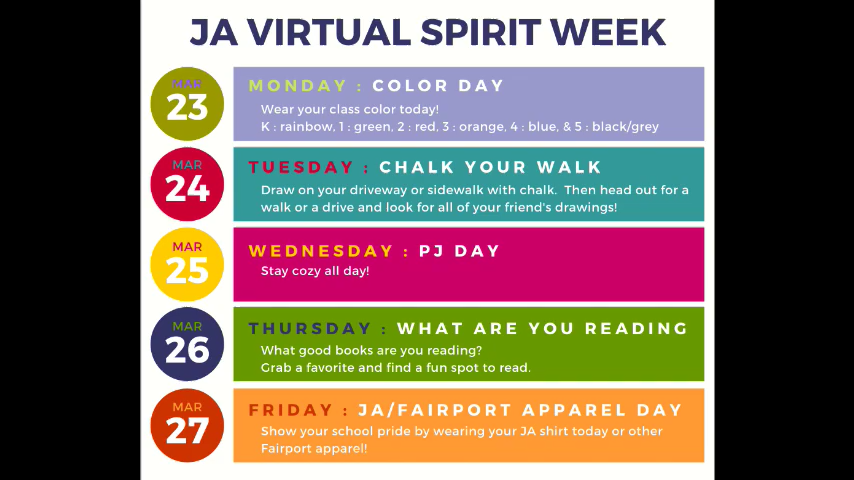 JA VIRTUAL SPIRIT WEEK
MAR
23
MONDAY : COLOR DAY
Wear your class color today!
K : rainbow, 1 : green, 2 : red, 3 : orange, 4 : blue, & 5 : black/grey
MAR
24
TUESDAY : CHALK YOUR WALK
Draw on your driveway or sidewalk with chalk. Then head out for a
walk or a drive and look for all of your friend's drawings!
MAR
25
WEDNESDAY : PJ DAY
Stay cozy all day!
MAR
26
THURSDAY : WHAT ARE YOU READING
What good books are you reading?
Grab a favorite and find a fun spot to read.
MAR
27
FRIDAY : JA/FAIRPORT APPAREL DAY
Show your school pride by wearing your JA shirt today or other
Fairport apparel!